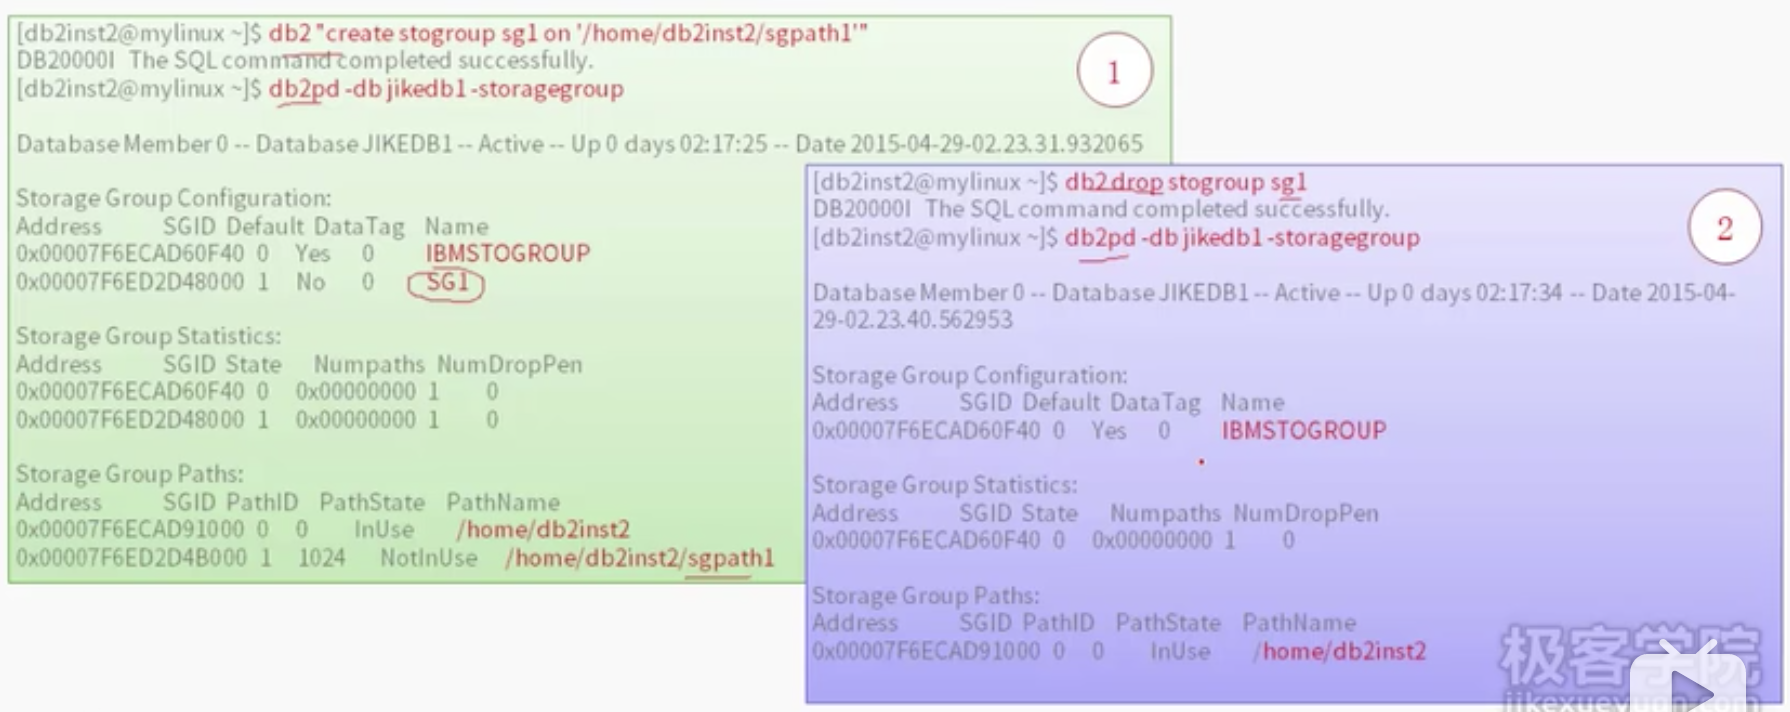 [db2inst2@mylinux ~]$ db2 "create stogroup sg1 on '/home/db2inst2/sgpath1'"
DB20000I The SQL command completed successfully.
[db2inst2@mylinux ~]$ db2pd -db jikedb1 -storagegroup
1
Database Member 0 -- Database JIKEDB1 -- Active -- Up 0 days 02:17:25 -- Date 2015-04-29-02.23.31.932065
Storage Group Configuration:
Address SGID Default DataTag Name
0x00007F6ECAD60F40 0 Yes 0 IBMSTOGROUP
0x00007F6ED2D48000 1 No 0 SG1
Storage Group Statistics:
Address SGID State Numpaths NumDropPen
0x00007F6ECAD60F40 0 0x00000000 1 0
0x00007F6ED2D48000 1 0x00000000 1 0
Storage Group Paths:
Address SGID PathID PathState PathName
0x00007F6ECAD91000 0 0 InUse /home/db2inst2
0x00007F6ED2D4B000 1 1024 NotInUse /home/db2inst2/sgpath1
[db2inst2@mylinux ~]$ db2 drop stogroup sg1
DB20000I The SQL command completed successfully.
[db2inst2@mylinux ~]$ db2pd -db jikedb1 -storagegroup
2
Database Member 0 -- Database JIKEDB1 -- Active -- Up 0 days 02:17:34 -- Date 2015-04-
29-02.23.40.562953
Storage Group Configuration:
Address SGID Default DataTag Name
0x00007F6ECAD60F40 0 Yes 0 IBMSTOGROUP
Storage Group Statistics:
Address SGID State Numpaths NumDropPen
0x00007F6ECAD60F40 0 0x00000000 1 0
Storage Group Paths:
Address SGID PathID PathState PathName
0x00007F6ECAD91000 0 0 InUse /home/db2inst2
极客学院